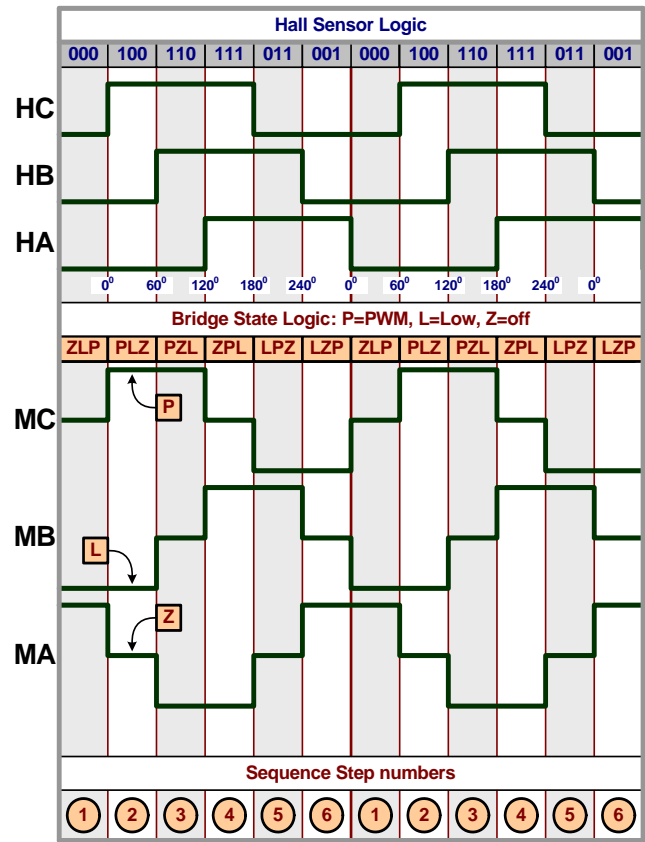 Hall Sensor Logic
000 100 110 111 011 001 000 100 110 111 011 001
HC
HB
HA
0⁰ 60⁰ 120⁰ 180⁰ 240⁰ 0⁰ 60⁰ 120⁰ 180⁰ 240⁰ 0⁰
Bridge State Logic: P=PWM, L=Low, Z=off
ZLP PLZ PZL ZPL LPZ LZP ZLP PLZ PZL ZPL LPZ LZP
MC
P
MB
L
Z
MA
Sequence Step numbers
1 2 3 4 5 6 1 2 3 4 5 6